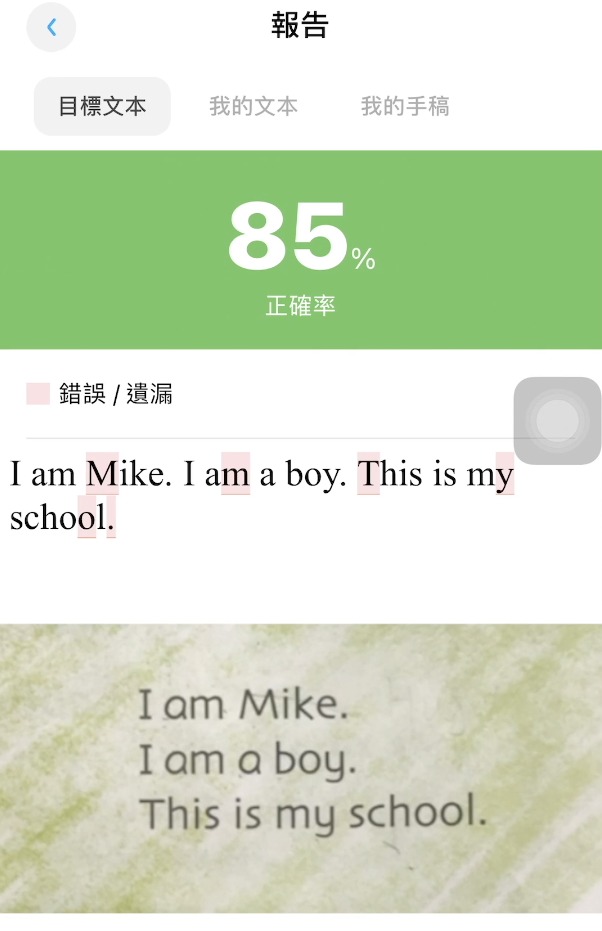 報告
目標文本 我的文本 我的手稿
85%
正確率
錯誤 / 遺漏
I am Mike. I am a boy. This is my
school.
I am Mike.
I am a boy.
This is my school.